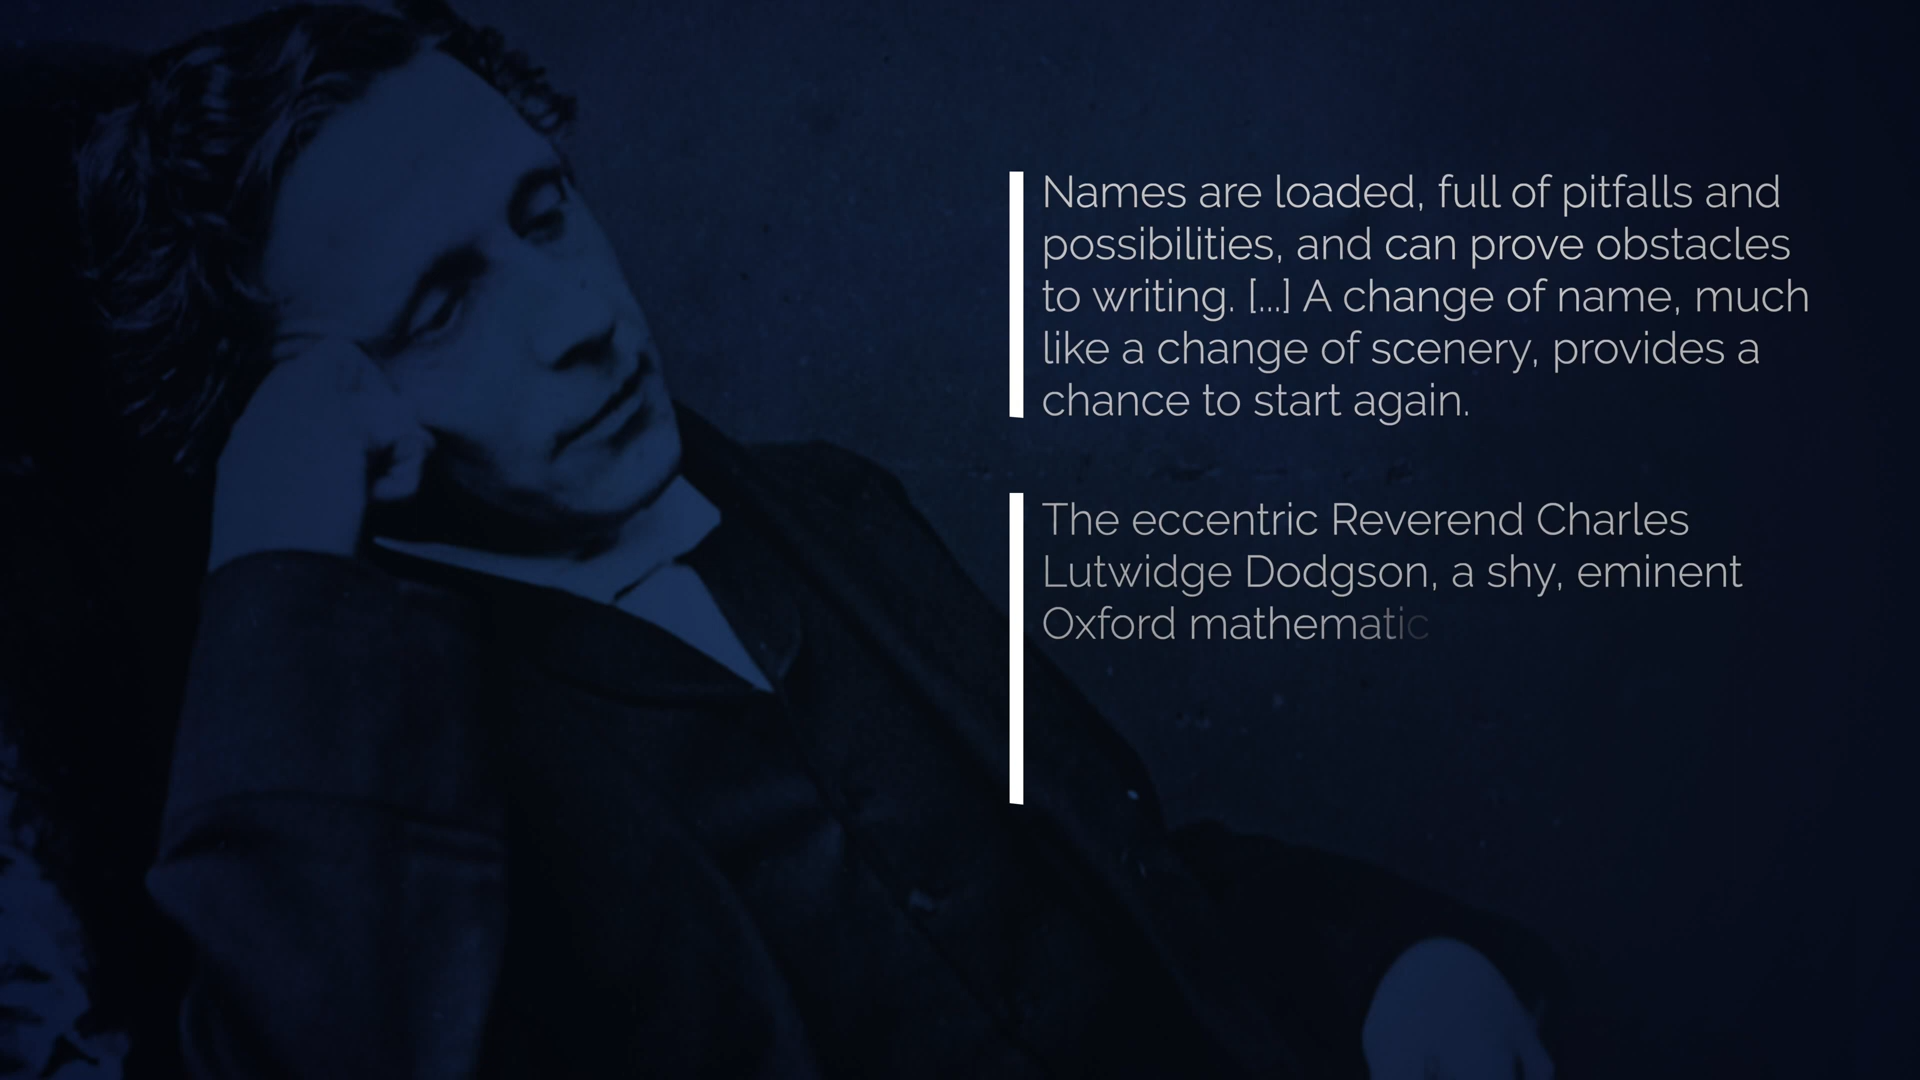 Names are loaded, full of pitfalls and
possibilities, and can prove obstacles
to writing. [...] A change of name, much
like a change of scenery, provides a
chance to start again.
The eccentric Reverend Charles
Lutwidge Dodgson, a shy, eminent
Oxford mathematic